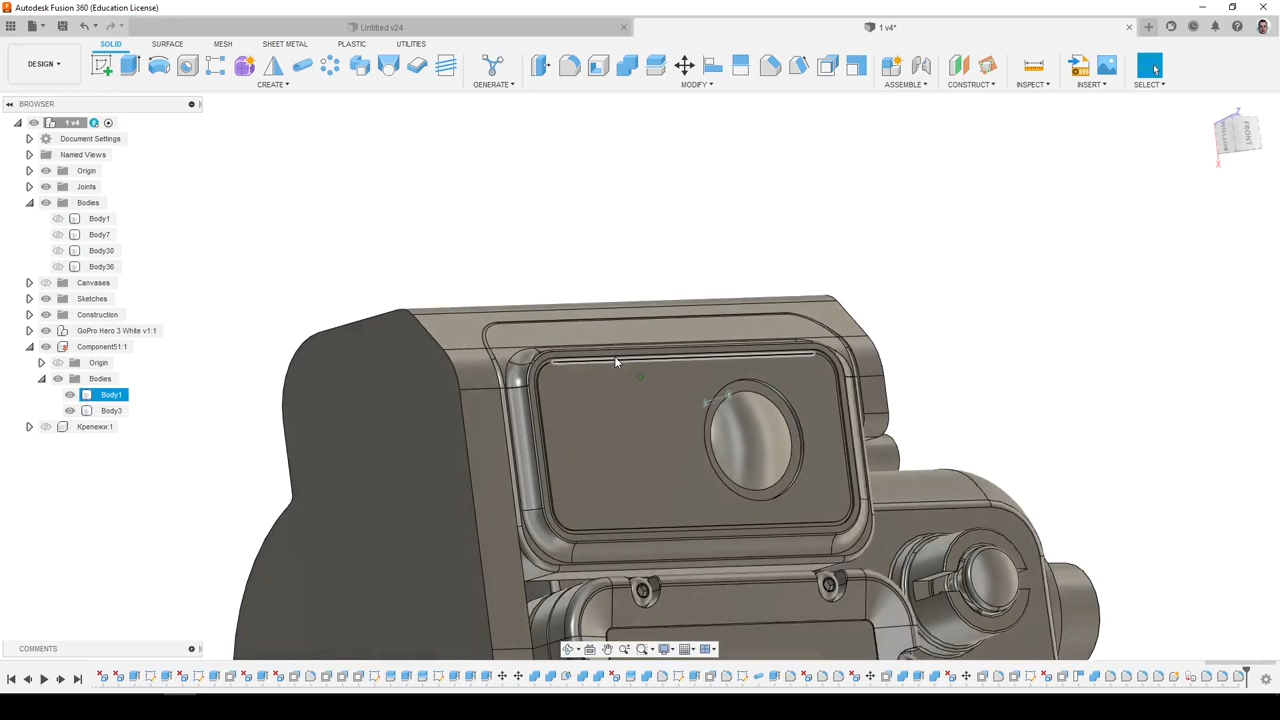 Autodesk Fusion 360 (Education License)
Untitled v24
1 v4*
SOLID SURFACE MESH SHEET METAL PLASTIC UTILITIES
DESIGN
CREATE GENERATE MODIFY ASSEMBLE CONSTRUCT INSPECT INSERT SELECT
BROWSER
1 v4
Document Settings
Named Views
Origin
Joints
Bodies
Body1
Body7
Body30
Body36
Canvases
Sketches
Construction
GoPro Hero 3 White v1:1
Component51:1
Origin
Bodies
Body1
Body3
Крепежи:1
COMMENTS
Z
FRONT
BOTTOM
X